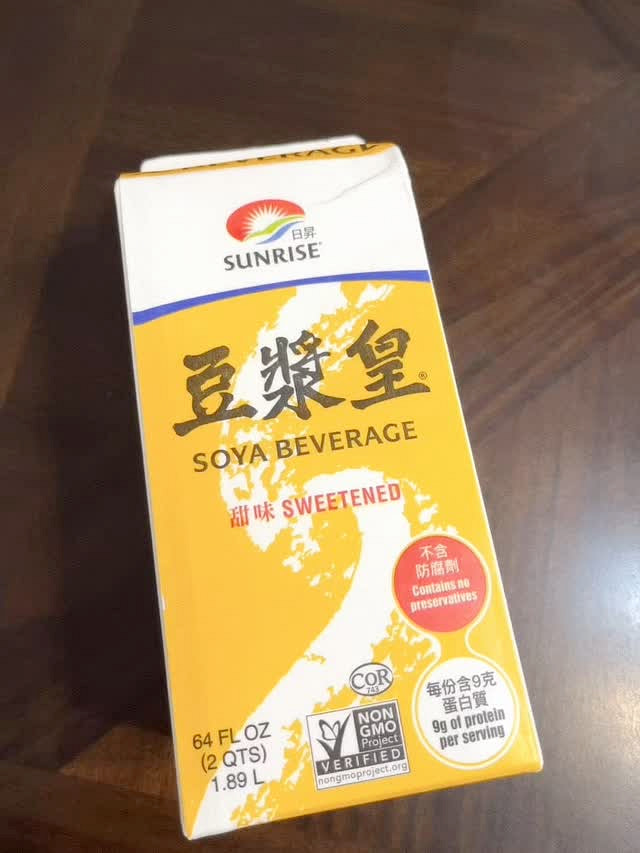 BEVERAGE
日昇
SUNRISE®
豆漿皇®
SOYA BEVERAGE
甜味 SWEETENED
不含
防腐劑
Contains no
preservatives
COR
743
每份含9克
蛋白質
9g of protein
per serving
64 FL OZ
(2 QTS)
1.89 L
NON
GMO
Project
VERIFIED
nongmoproject.org